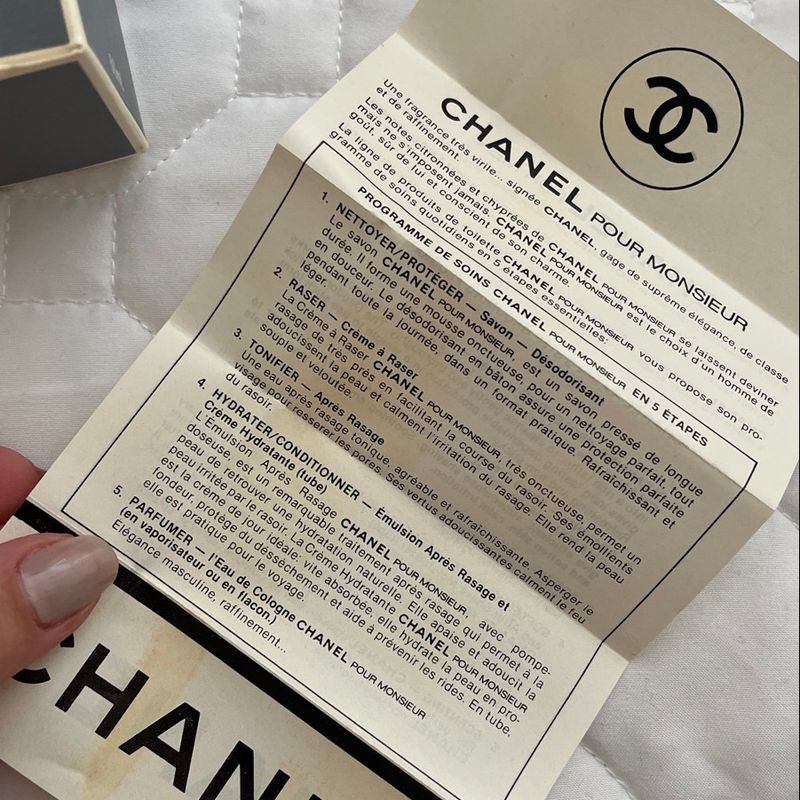 CHANEL POUR MONSIEUR
Une fragrance très virile... signée CHANEL, gage de suprême élégance, de classe
et de raffinement.
Les notes citronnées et chyprées de CHANEL POUR MONSIEUR se laissent deviner
mais ne s'imposent jamais. CHANEL POUR MONSIEUR est le choix d'un homme de
goût, sûr de lui et conscient de son charme.
La ligne de produits de toilette CHANEL POUR MONSIEUR vous propose son pro-
gramme de soins quotidiens en 5 étapes essentielles:
PROGRAMME DE SOINS CHANEL POUR MONSIEUR EN 5 ÉTAPES
1. NETTOYER/PROTÉGER — Savon — Désodorisant
Le savon CHANEL POUR MONSIEUR, est un savon pressé de longue
durée. Il forme une mousse onctueuse, pour un nettoyage parfait, tout
en douceur. Le désodorisant en bâton assure une protection parfaite
pendant toute la journée, dans un format pratique. Rafraîchissant et
léger.
2. RASER — Crème à Raser
La Crème à Raser CHANEL POUR MONSIEUR, très onctueuse, permet un
rasage de très près en facilitant la course du rasoir. Ses émollients
adoucissent la peau et calment l'irritation du rasage. Elle rend la peau
souple et veloutée.
3. TONIFIER — Après Rasage
Une eau après rasage tonique, agréable et rafraîchissante. Asperger le
visage pour resserrer les pores. Ses vertus adoucissantes calment le feu
du rasoir.
4. HYDRATER/CONDITIONNER — Émulsion Après Rasage et
Crème Hydratante (tube)
L'Émulsion Après Rasage CHANEL POUR MONSIEUR, avec pompe-
doseuse, est un remarquable traitement après rasage qui permet à la
peau de retrouver une hydratation naturelle. Elle apaise et adoucit la
peau irritée par le rasoir. La Crème Hydratante CHANEL POUR MONSIEUR
est la crème de jour idéale: vite absorbée, elle hydrate la peau en pro-
fondeur, protège du dessèchement et aide à prévenir les rides. En tube,
elle est pratique pour le voyage.
5. PARFUMER — l'Eau de Cologne CHANEL POUR MONSIEUR
(en vaporisateur ou en flacon.)
Élégance masculine, raffinement...
CHANEL